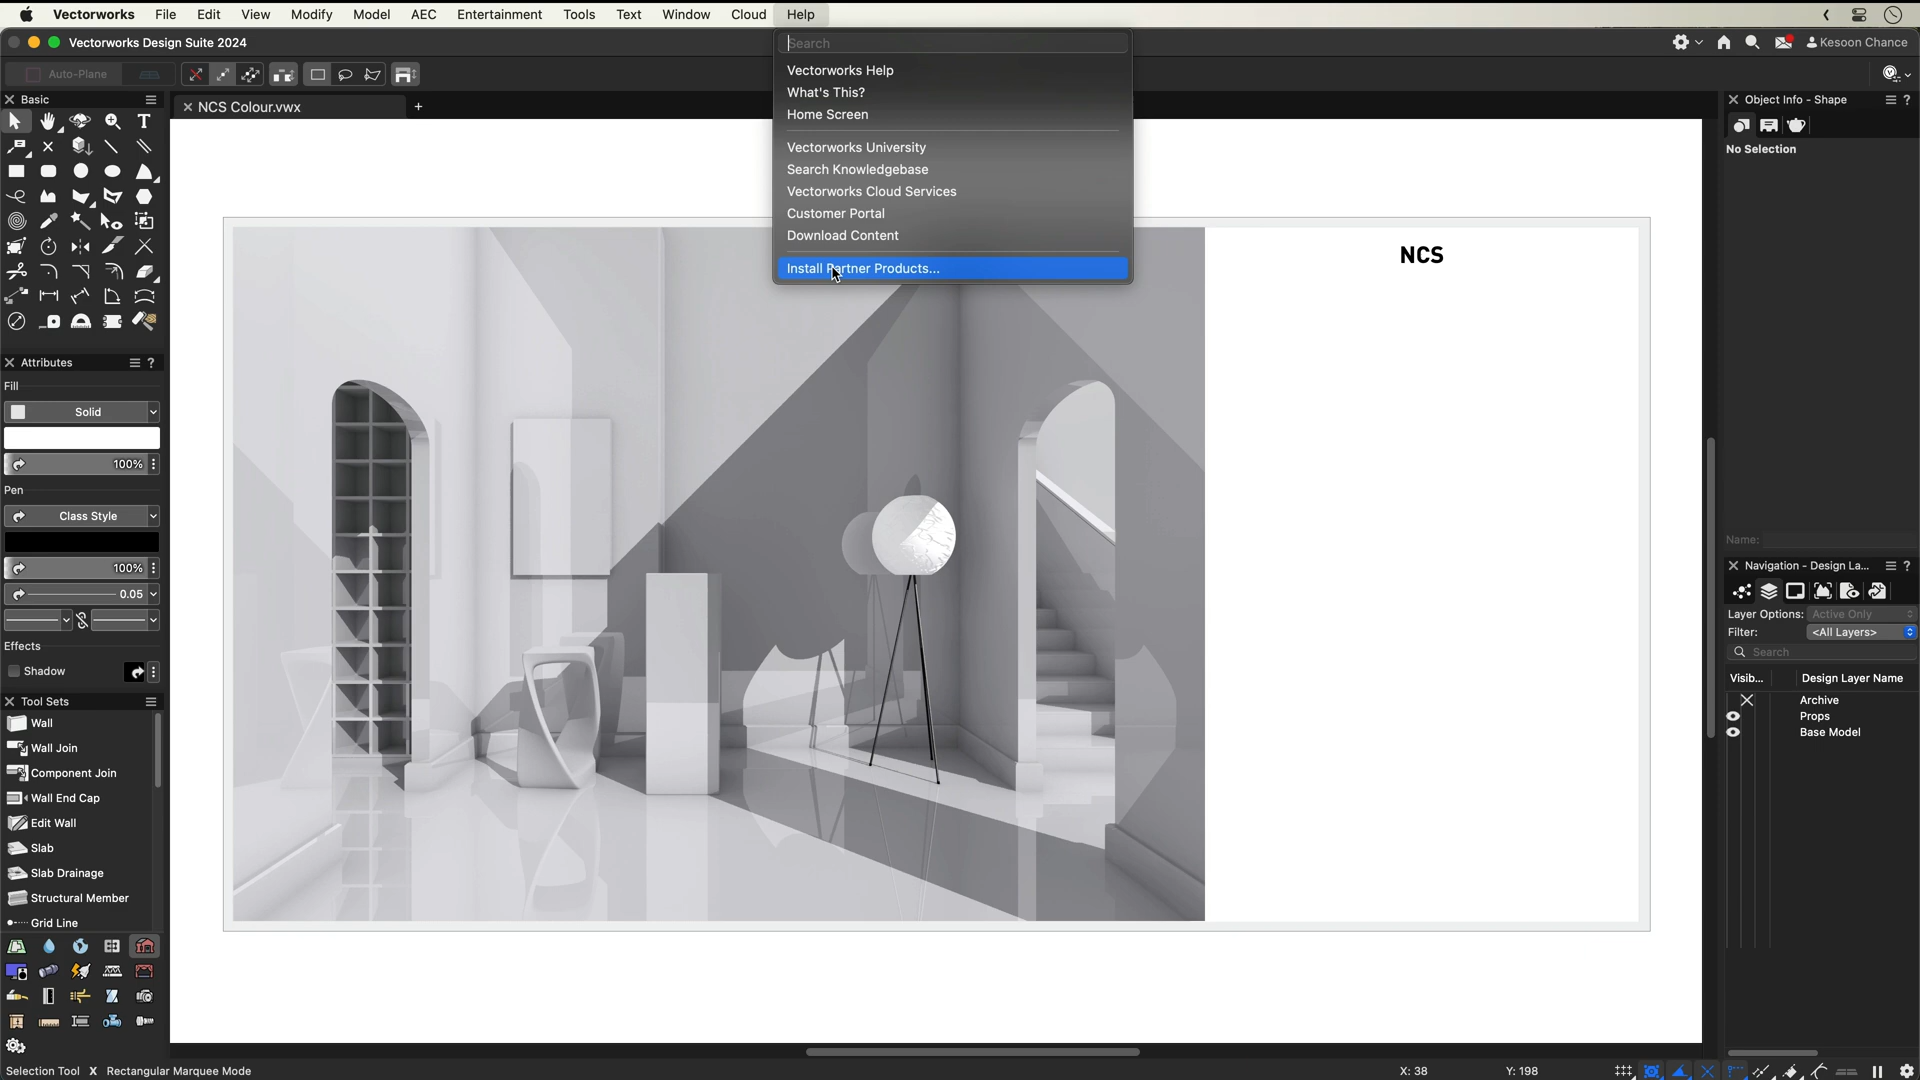 Vectorworks File Edit View Modify Model AEC Entertainment Tools Text Window Cloud Help
Vectorworks Design Suite 2024
Kesoon Chance
Auto-Plane
Search
Vectorworks Help
What's This?
Home Screen
Vectorworks University
Search Knowledgebase
Vectorworks Cloud Services
Customer Portal
Download Content
Install Partner Products...
Basic
NCS Colour.vwx
Object Info - Shape
No Selection
NCS
Attributes
Fill
Solid
100%
Pen
Class Style
100%
0.05
Effects
Shadow
Tool Sets
Wall
Wall Join
Component Join
Wall End Cap
Edit Wall
Slab
Slab Drainage
Structural Member
Grid Line
Name:
Navigation - Design La...
Layer Options: Active Only
Filter: <All Layers>
Search
Visib... Design Layer Name
Archive
Props
Base Model
Selection Tool X Rectangular Marquee Mode
X: 38 Y: 198